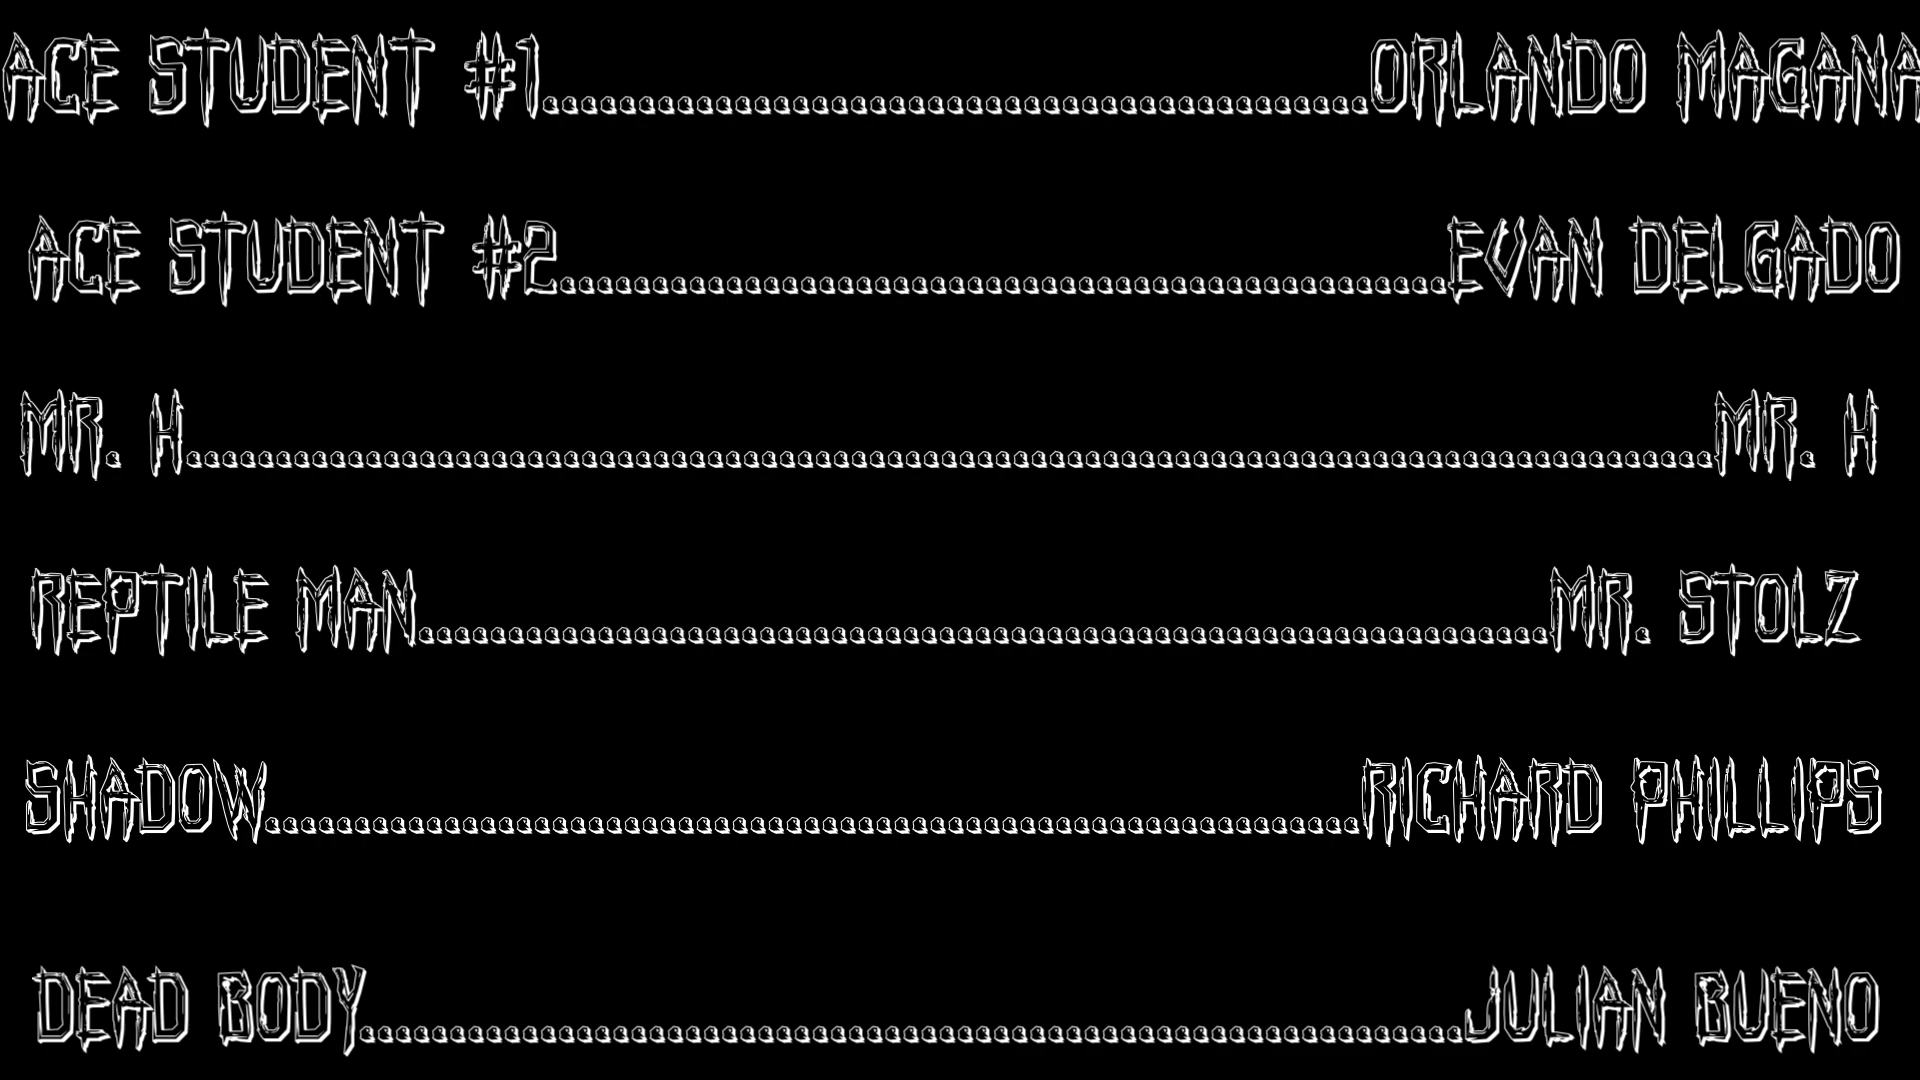 ACE STUDENT #1..............................................ORLANDO MAGANA
ACE STUDENT #2.................................................EVAN DELGADO
MR. H.....................................................................................MR. H
REPTILE MAN...............................................................MR. STOLZ
SHADOW.............................................................RICHARD PHILLIPS
DEAD BODY.............................................................JULIAN BUENO